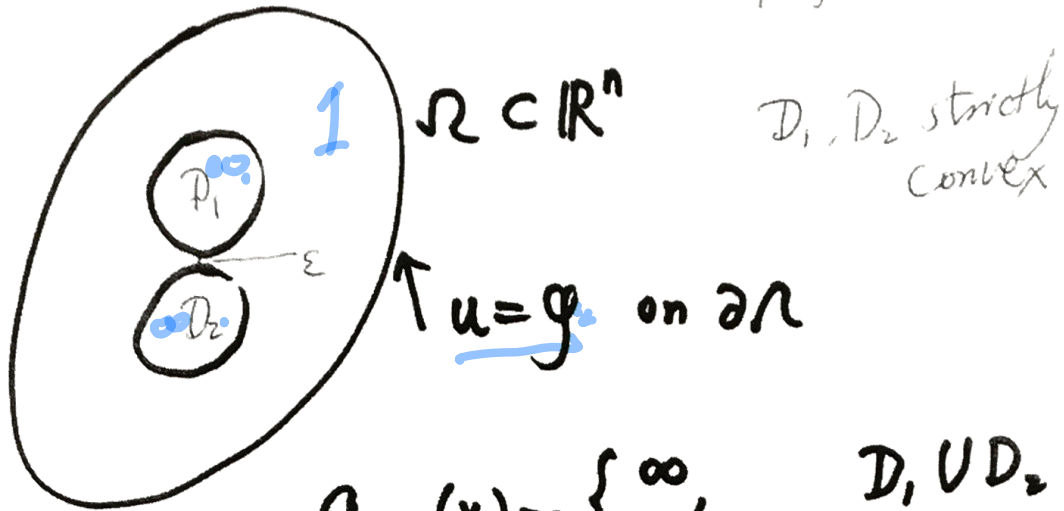 1
Ω ⊂ ℝⁿ
D₁, D₂ strictly
convex
D₁ ∞
ε
D₂ ∞
u = φ on ∂Ω
(x) = { ∞, D₁ ∪ D₂